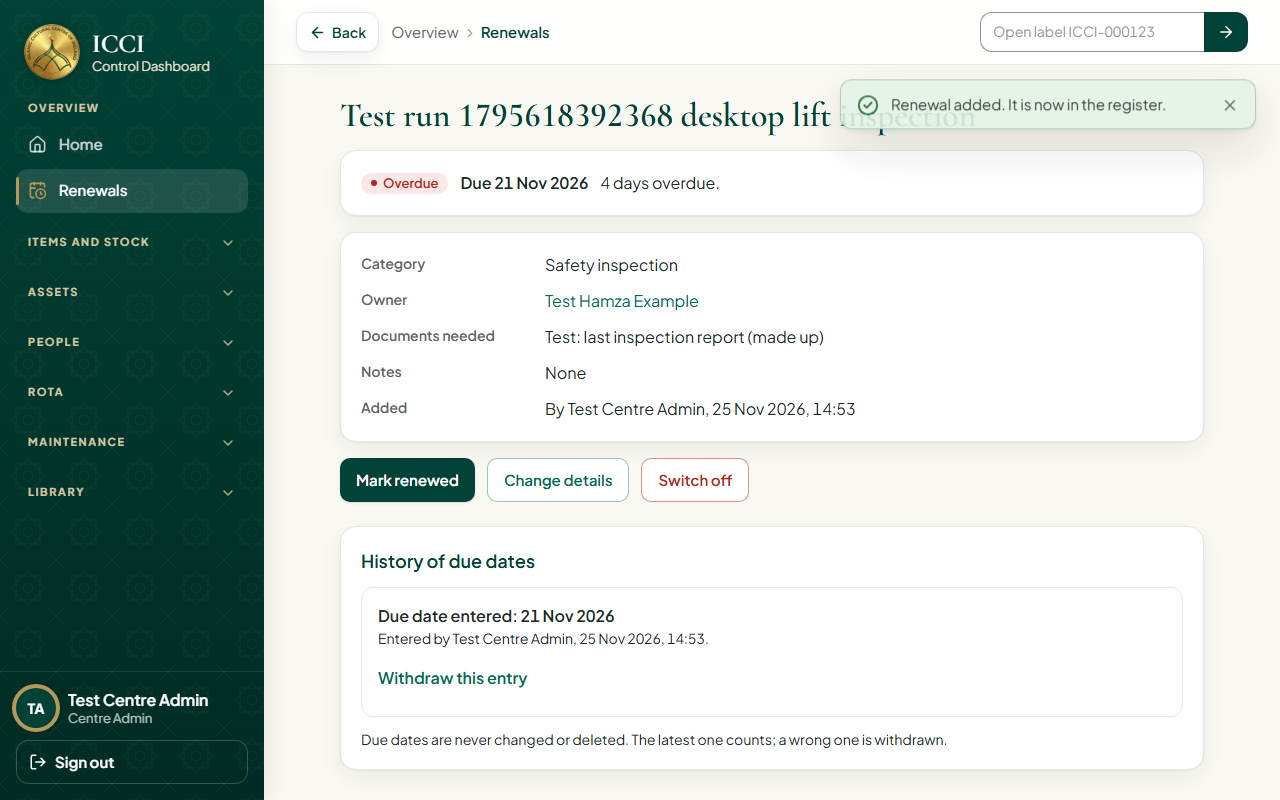 ICCI
Control Dashboard
OVERVIEW
Home
Renewals
ITEMS AND STOCK
ASSETS
PEOPLE
ROTA
MAINTENANCE
LIBRARY
TA
Test Centre Admin
Centre Admin
Sign out
Back
Overview › Renewals
Open label ICCI-000123
Renewal added. It is now in the register.
Test run 1795618392368 desktop lift inspection
Overdue Due 21 Nov 2026 4 days overdue.
Category Safety inspection
Owner Test Hamza Example
Documents needed Test: last inspection report (made up)
Notes None
Added By Test Centre Admin, 25 Nov 2026, 14:53
Mark renewed Change details Switch off
History of due dates
Due date entered: 21 Nov 2026
Entered by Test Centre Admin, 25 Nov 2026, 14:53.
Withdraw this entry
Due dates are never changed or deleted. The latest one counts; a wrong one is withdrawn.